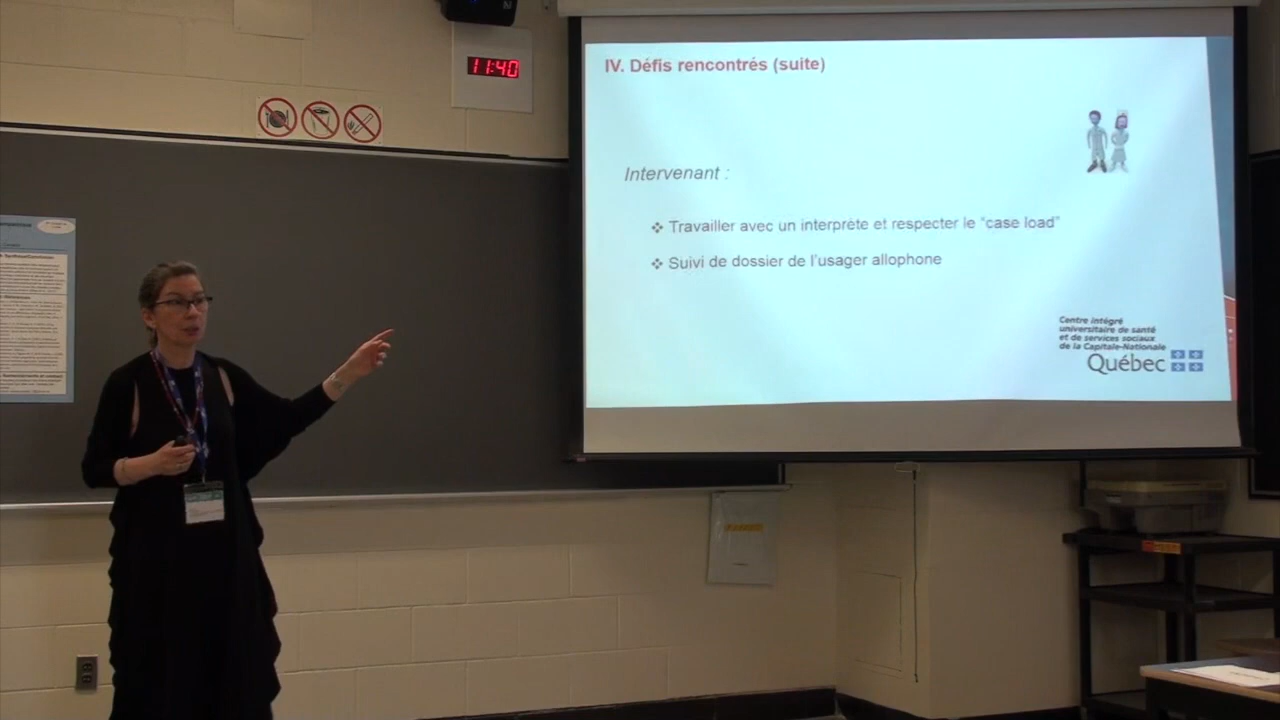 11:40
IV. Défis rencontrés (suite)
Intervenant :
❖ Travailler avec un interprète et respecter le “case load”
❖ Suivi de dossier de l’usager allophone
Centre intégré
universitaire de santé
et de services sociaux
de la Capitale-Nationale
Québec